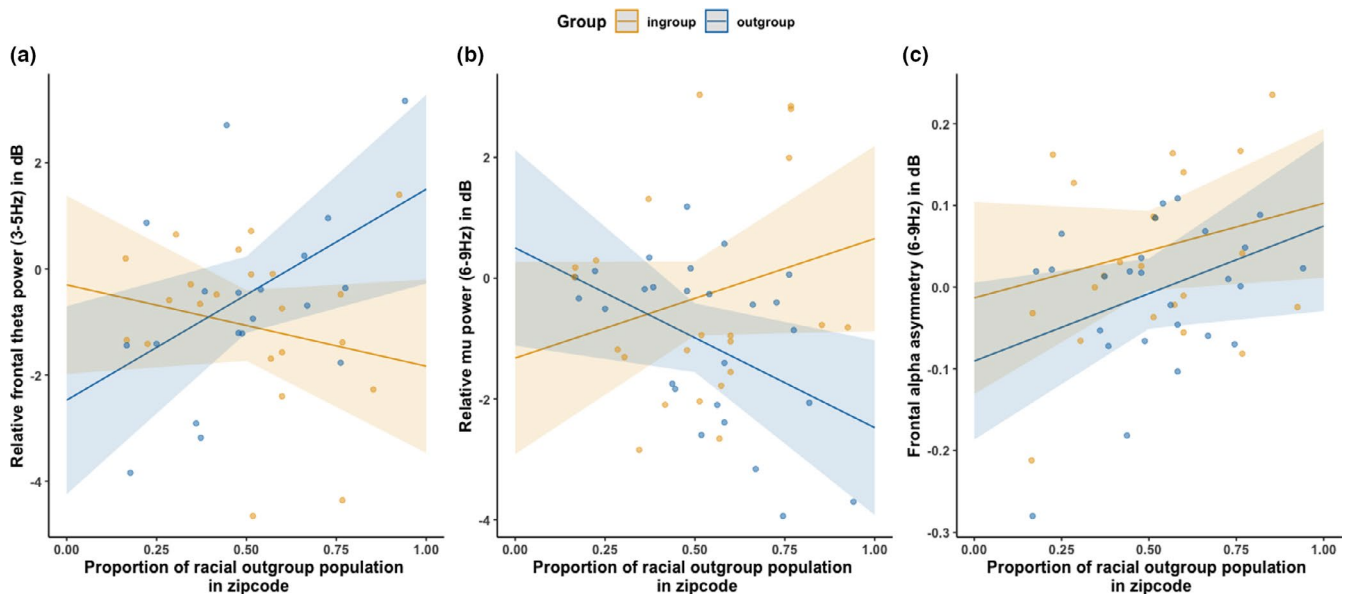 Group ingroup outgroup
(a)
Relative frontal theta power (3-5Hz) in dB
2
0
-2
-4
0.00 0.25 0.50 0.75 1.00
Proportion of racial outgroup population
in zipcode
(b)
Relative mu power (6-9Hz) in dB
2
0
-2
-4
0.00 0.25 0.50 0.75 1.00
Proportion of racial outgroup population
in zipcode
(c)
Frontal alpha asymmetry (6-9Hz) in dB
0.2
0.1
0.0
-0.1
-0.2
-0.3
0.00 0.25 0.50 0.75 1.00
Proportion of racial outgroup population
in zipcode